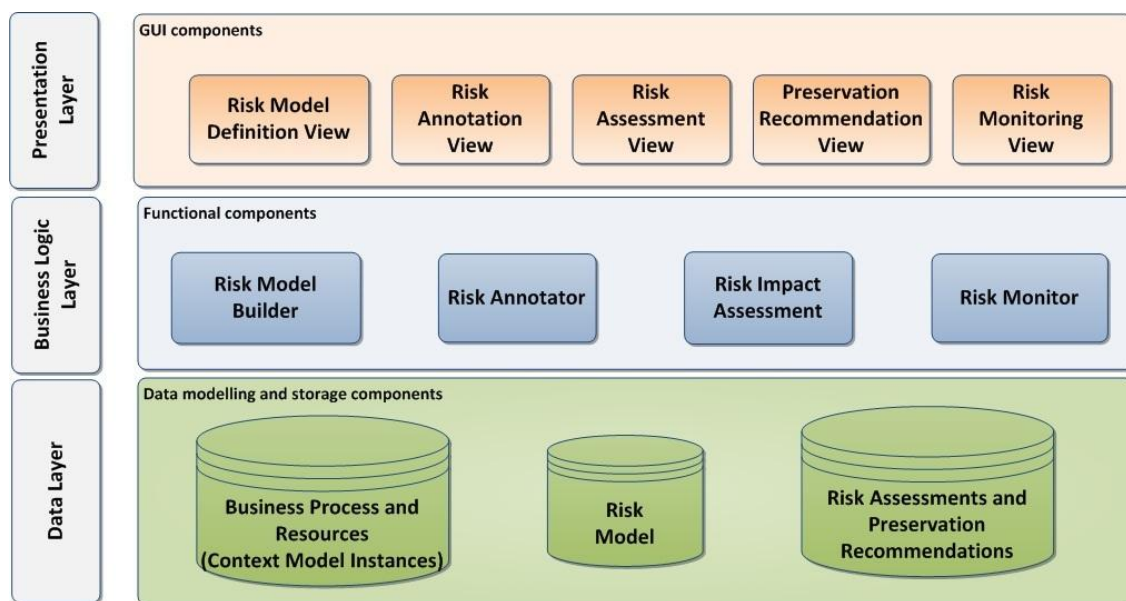 Presentation
Layer
GUI components
Risk Model
Definition View
Risk
Annotation
View
Risk
Assessment
View
Preservation
Recommendation
View
Risk
Monitoring
View
Business Logic
Layer
Functional components
Risk Model
Builder
Risk Annotator
Risk Impact
Assessment
Risk Monitor
Data Layer
Data modelling and storage components
Business Process and
Resources
(Context Model Instances)
Risk
Model
Risk Assessments and
Preservation
Recommendations